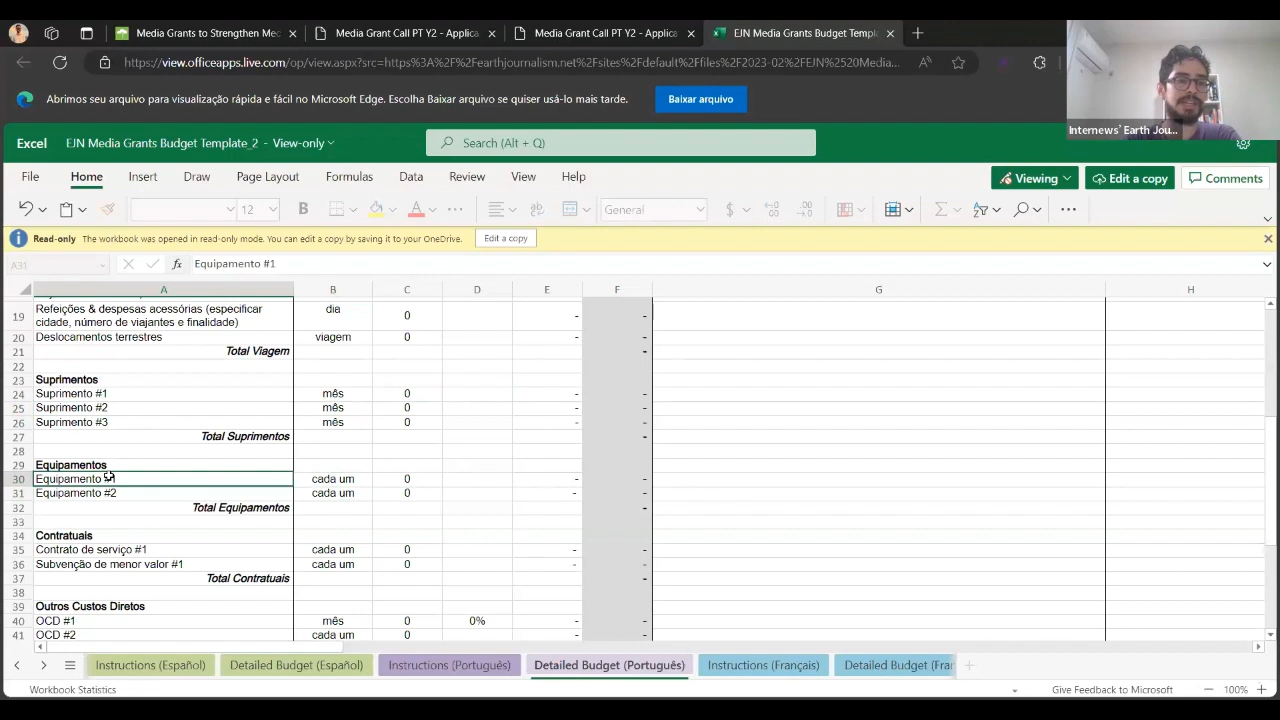 Media Grants to Strengthen Mec
Media Grant Call PT Y2 - Applica
Media Grant Call PT Y2 - Applica
EJN Media Grants Budget Templ
https://view.officeapps.live.com/op/view.aspx?src=https%3A%2F%2Fearthjournalism.net%2Fsites%2Fdefault%2Ffiles%2F2023-02%2FEJN%2520Media...
Abrimos seu arquivo para visualização rápida e fácil no Microsoft Edge. Escolha Baixar arquivo se quiser usá-lo mais tarde.
Baixar arquivo
Internews' Earth Jou...
Excel
EJN Media Grants Budget Template_2 - View-only
Search (Alt + Q)
File Home Insert Draw Page Layout Formulas Data Review View Help
Viewing
Edit a copy
Comments
12 B A General $
Read-only The workbook was opened in read-only mode. You can edit a copy by saving it to your OneDrive. Edit a copy
A31 fx Equipamento #1
A B C D E F G H
19 Refeições & despesas acessórias (especificar dia 0 - -
cidade, número de viajantes e finalidade)
20 Deslocamentos terrestres viagem 0 - -
21 Total Viagem -
22
23 Suprimentos
24 Suprimento #1 mês 0 - -
25 Suprimento #2 mês 0 - -
26 Suprimento #3 mês 0 - -
27 Total Suprimentos -
28
29 Equipamentos
30 Equipamento #1 cada um 0 - -
31 Equipamento #2 cada um 0 - -
32 Total Equipamentos -
33
34 Contratuais
35 Contrato de serviço #1 cada um 0 - -
36 Subvenção de menor valor #1 cada um 0 - -
37 Total Contratuais -
38
39 Outros Custos Diretos
40 OCD #1 mês 0 0% - -
41 OCD #2 cada um 0 - -
Instructions (Español) Detailed Budget (Español) Instructions (Português) Detailed Budget (Português) Instructions (Français) Detailed Budget (Fran
Workbook Statistics Give Feedback to Microsoft 100%